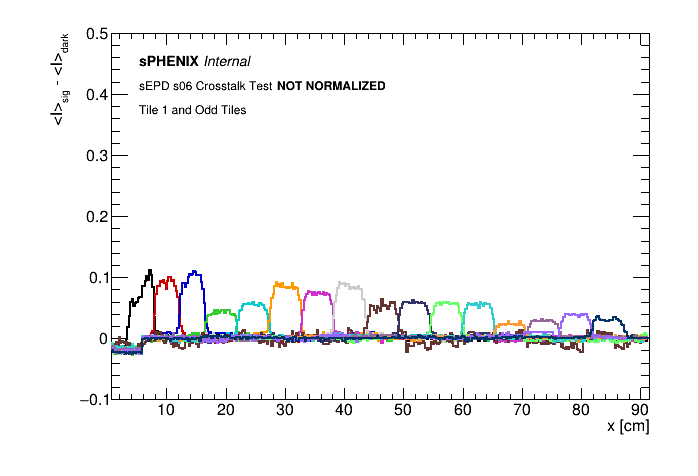 0.5
sPHENIX Internal
sEPD s06 Crosstalk Test NOT NORMALIZED
Tile 1 and Odd Tiles
<I>sig - <I>dark
0.4
0.3
0.2
0.1
0
−0.1
10 20 30 40 50 60 70 80 90
x [cm]